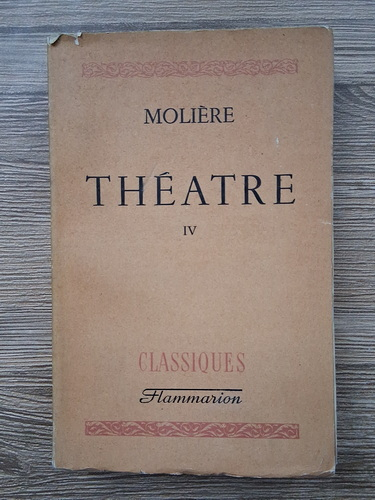 MOLIÈRE
THÉATRE
IV
CLASSIQUES
Flammarion